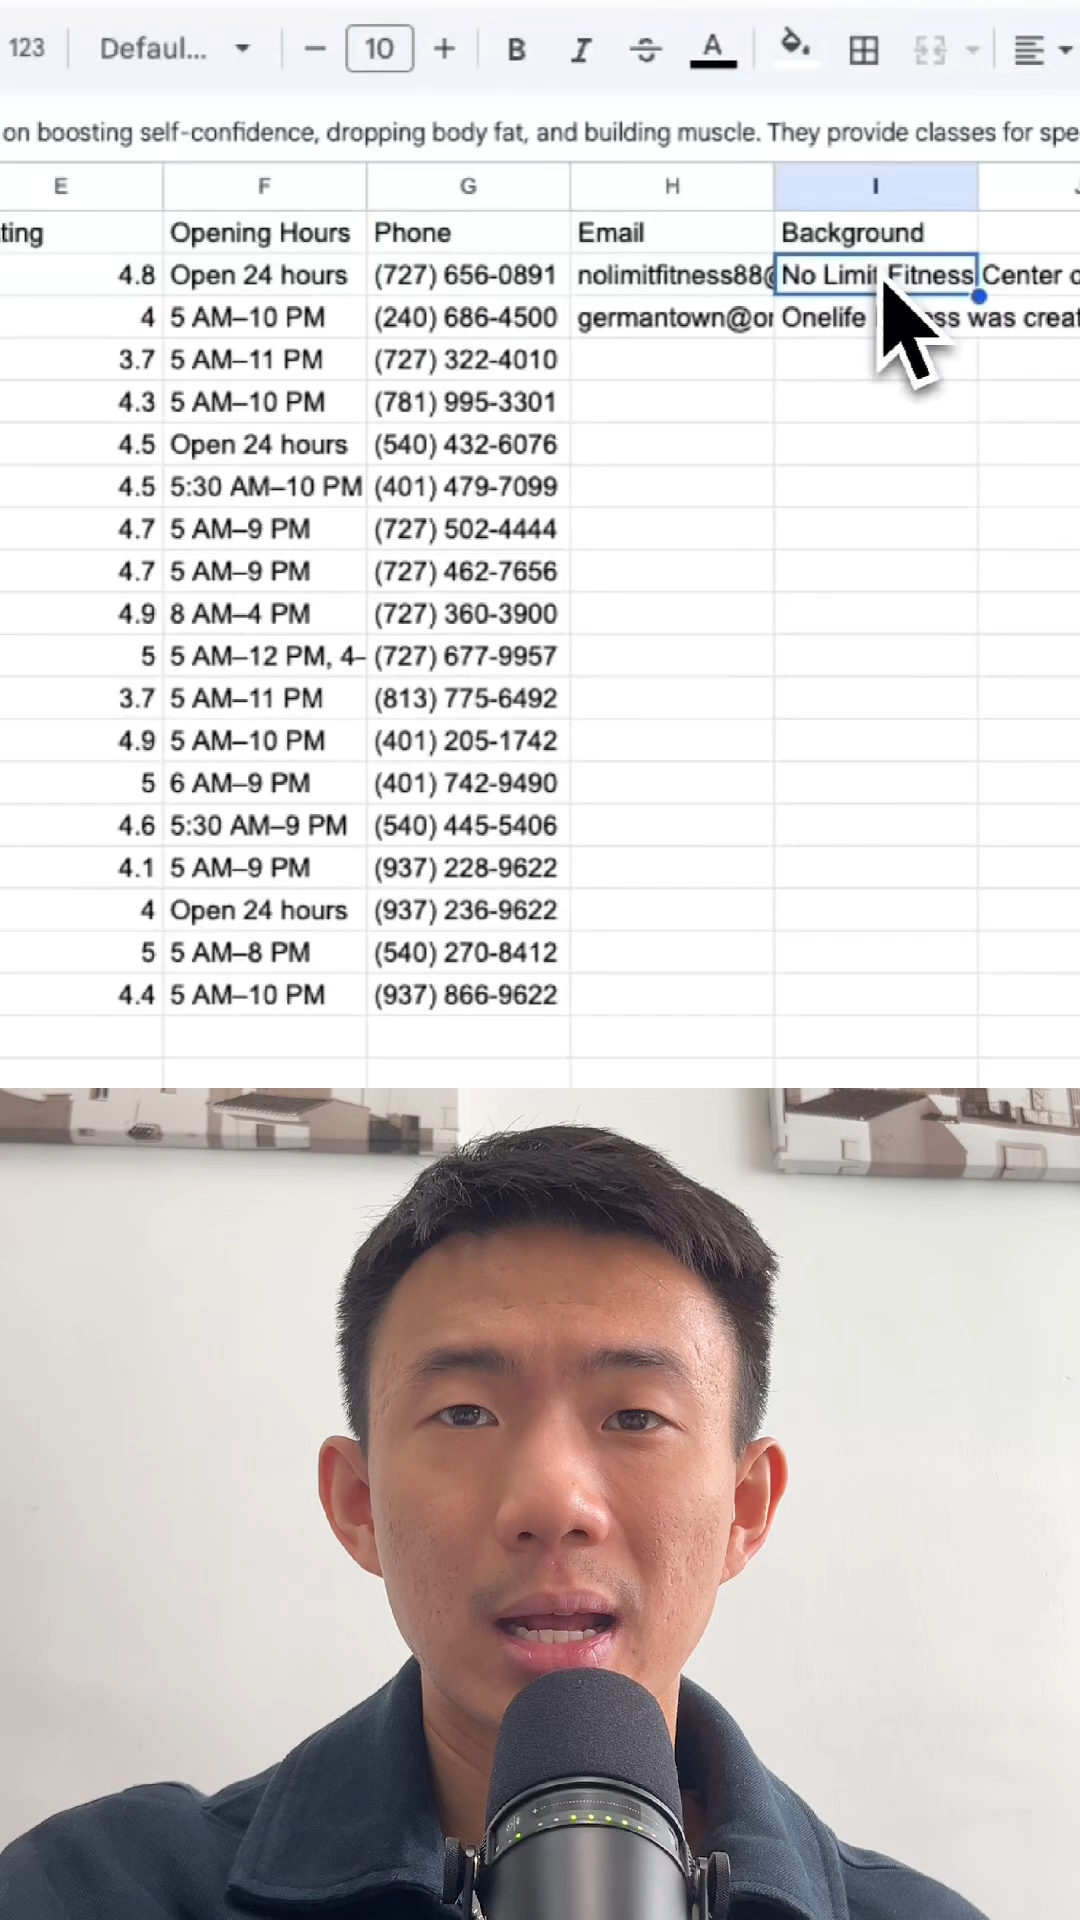 123 Defaul... − 10 + B I S A
on boosting self-confidence, dropping body fat, and building muscle. They provide classes for spe
E F G H I
ting Opening Hours Phone Email Background
4.8 Open 24 hours (727) 656-0891 nolimitfitness88@ No Limit Fitness Center
4 5 AM–10 PM (240) 686-4500 germantown@or Onelife was creat
3.7 5 AM–11 PM (727) 322-4010
4.3 5 AM–10 PM (781) 995-3301
4.5 Open 24 hours (540) 432-6076
4.5 5:30 AM–10 PM (401) 479-7099
4.7 5 AM–9 PM (727) 502-4444
4.7 5 AM–9 PM (727) 462-7656
4.9 8 AM–4 PM (727) 360-3900
5 5 AM–12 PM, 4– (727) 677-9957
3.7 5 AM–11 PM (813) 775-6492
4.9 5 AM–10 PM (401) 205-1742
5 6 AM–9 PM (401) 742-9490
4.6 5:30 AM–9 PM (540) 445-5406
4.1 5 AM–9 PM (937) 228-9622
4 Open 24 hours (937) 236-9622
5 5 AM–8 PM (540) 270-8412
4.4 5 AM–10 PM (937) 866-9622